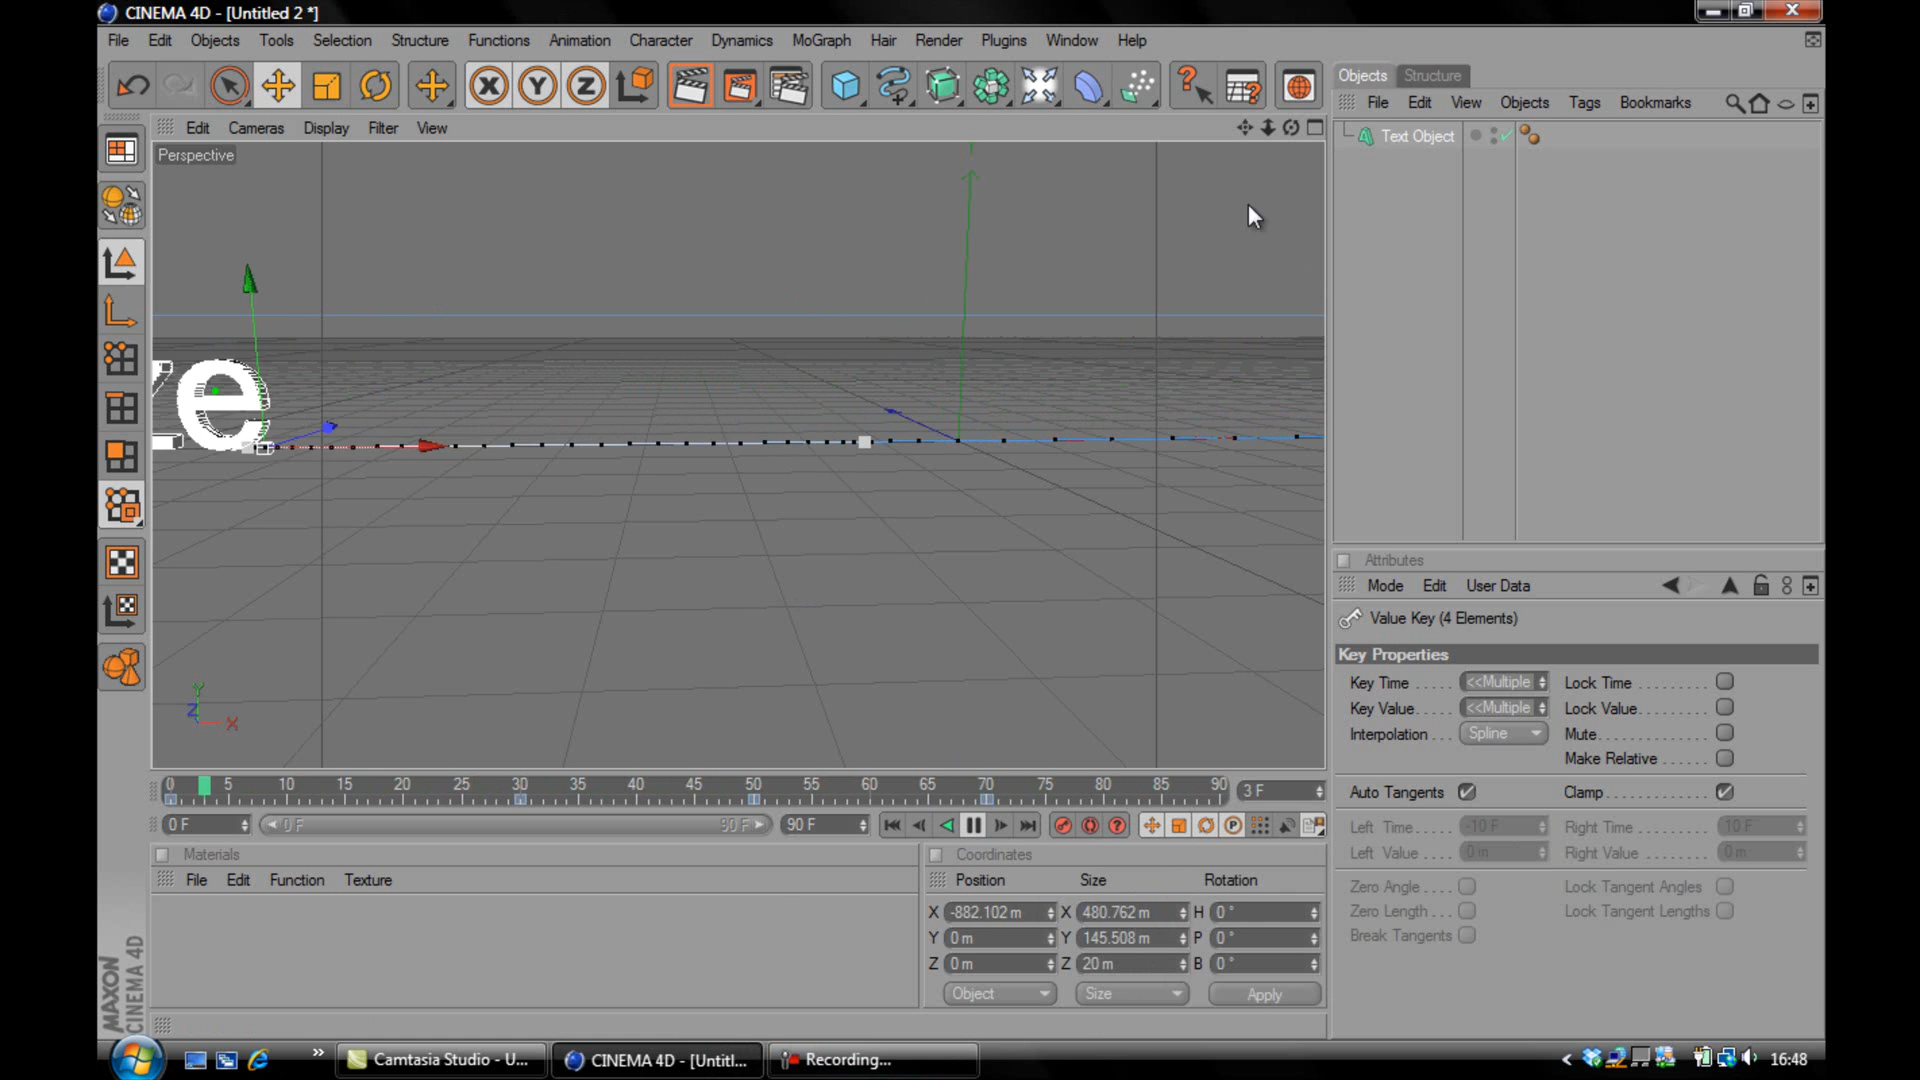 CINEMA 4D - [Untitled 2 *]
File Edit Objects Tools Selection Structure Functions Animation Character Dynamics MoGraph Hair Render Plugins Window Help
X Y Z
Objects Structure
File Edit View Objects Tags Bookmarks
Text Object
Edit Cameras Display Filter View
Perspective
e
Y
Z X
Attributes
Mode Edit User Data
Value Key (4 Elements)
Key Properties
Key Time <<Multiple Lock Time
Key Value <<Multiple Lock Value
Interpolation Spline Mute
Make Relative
Auto Tangents Clamp
Left Time -10 F Right Time 10 F
Left Value 0 m Right Value 0 m
Zero Angle Lock Tangent Angles
Zero Length Lock Tangent Lengths
Break Tangents
0 5 10 15 20 25 30 35 40 45 50 55 60 65 70 75 80 85 90 3 F
0 F 0 F 90 F 90 F
Materials
File Edit Function Texture
Coordinates
Position Size Rotation
X -882.102 m X 480.762 m H 0 °
Y 0 m Y 145.508 m P 0 °
Z 0 m Z 20 m B 0 °
Object Size Apply
MAXON
CINEMA 4D
Camtasia Studio - U... CINEMA 4D - [Untitl... Recording... 16:48